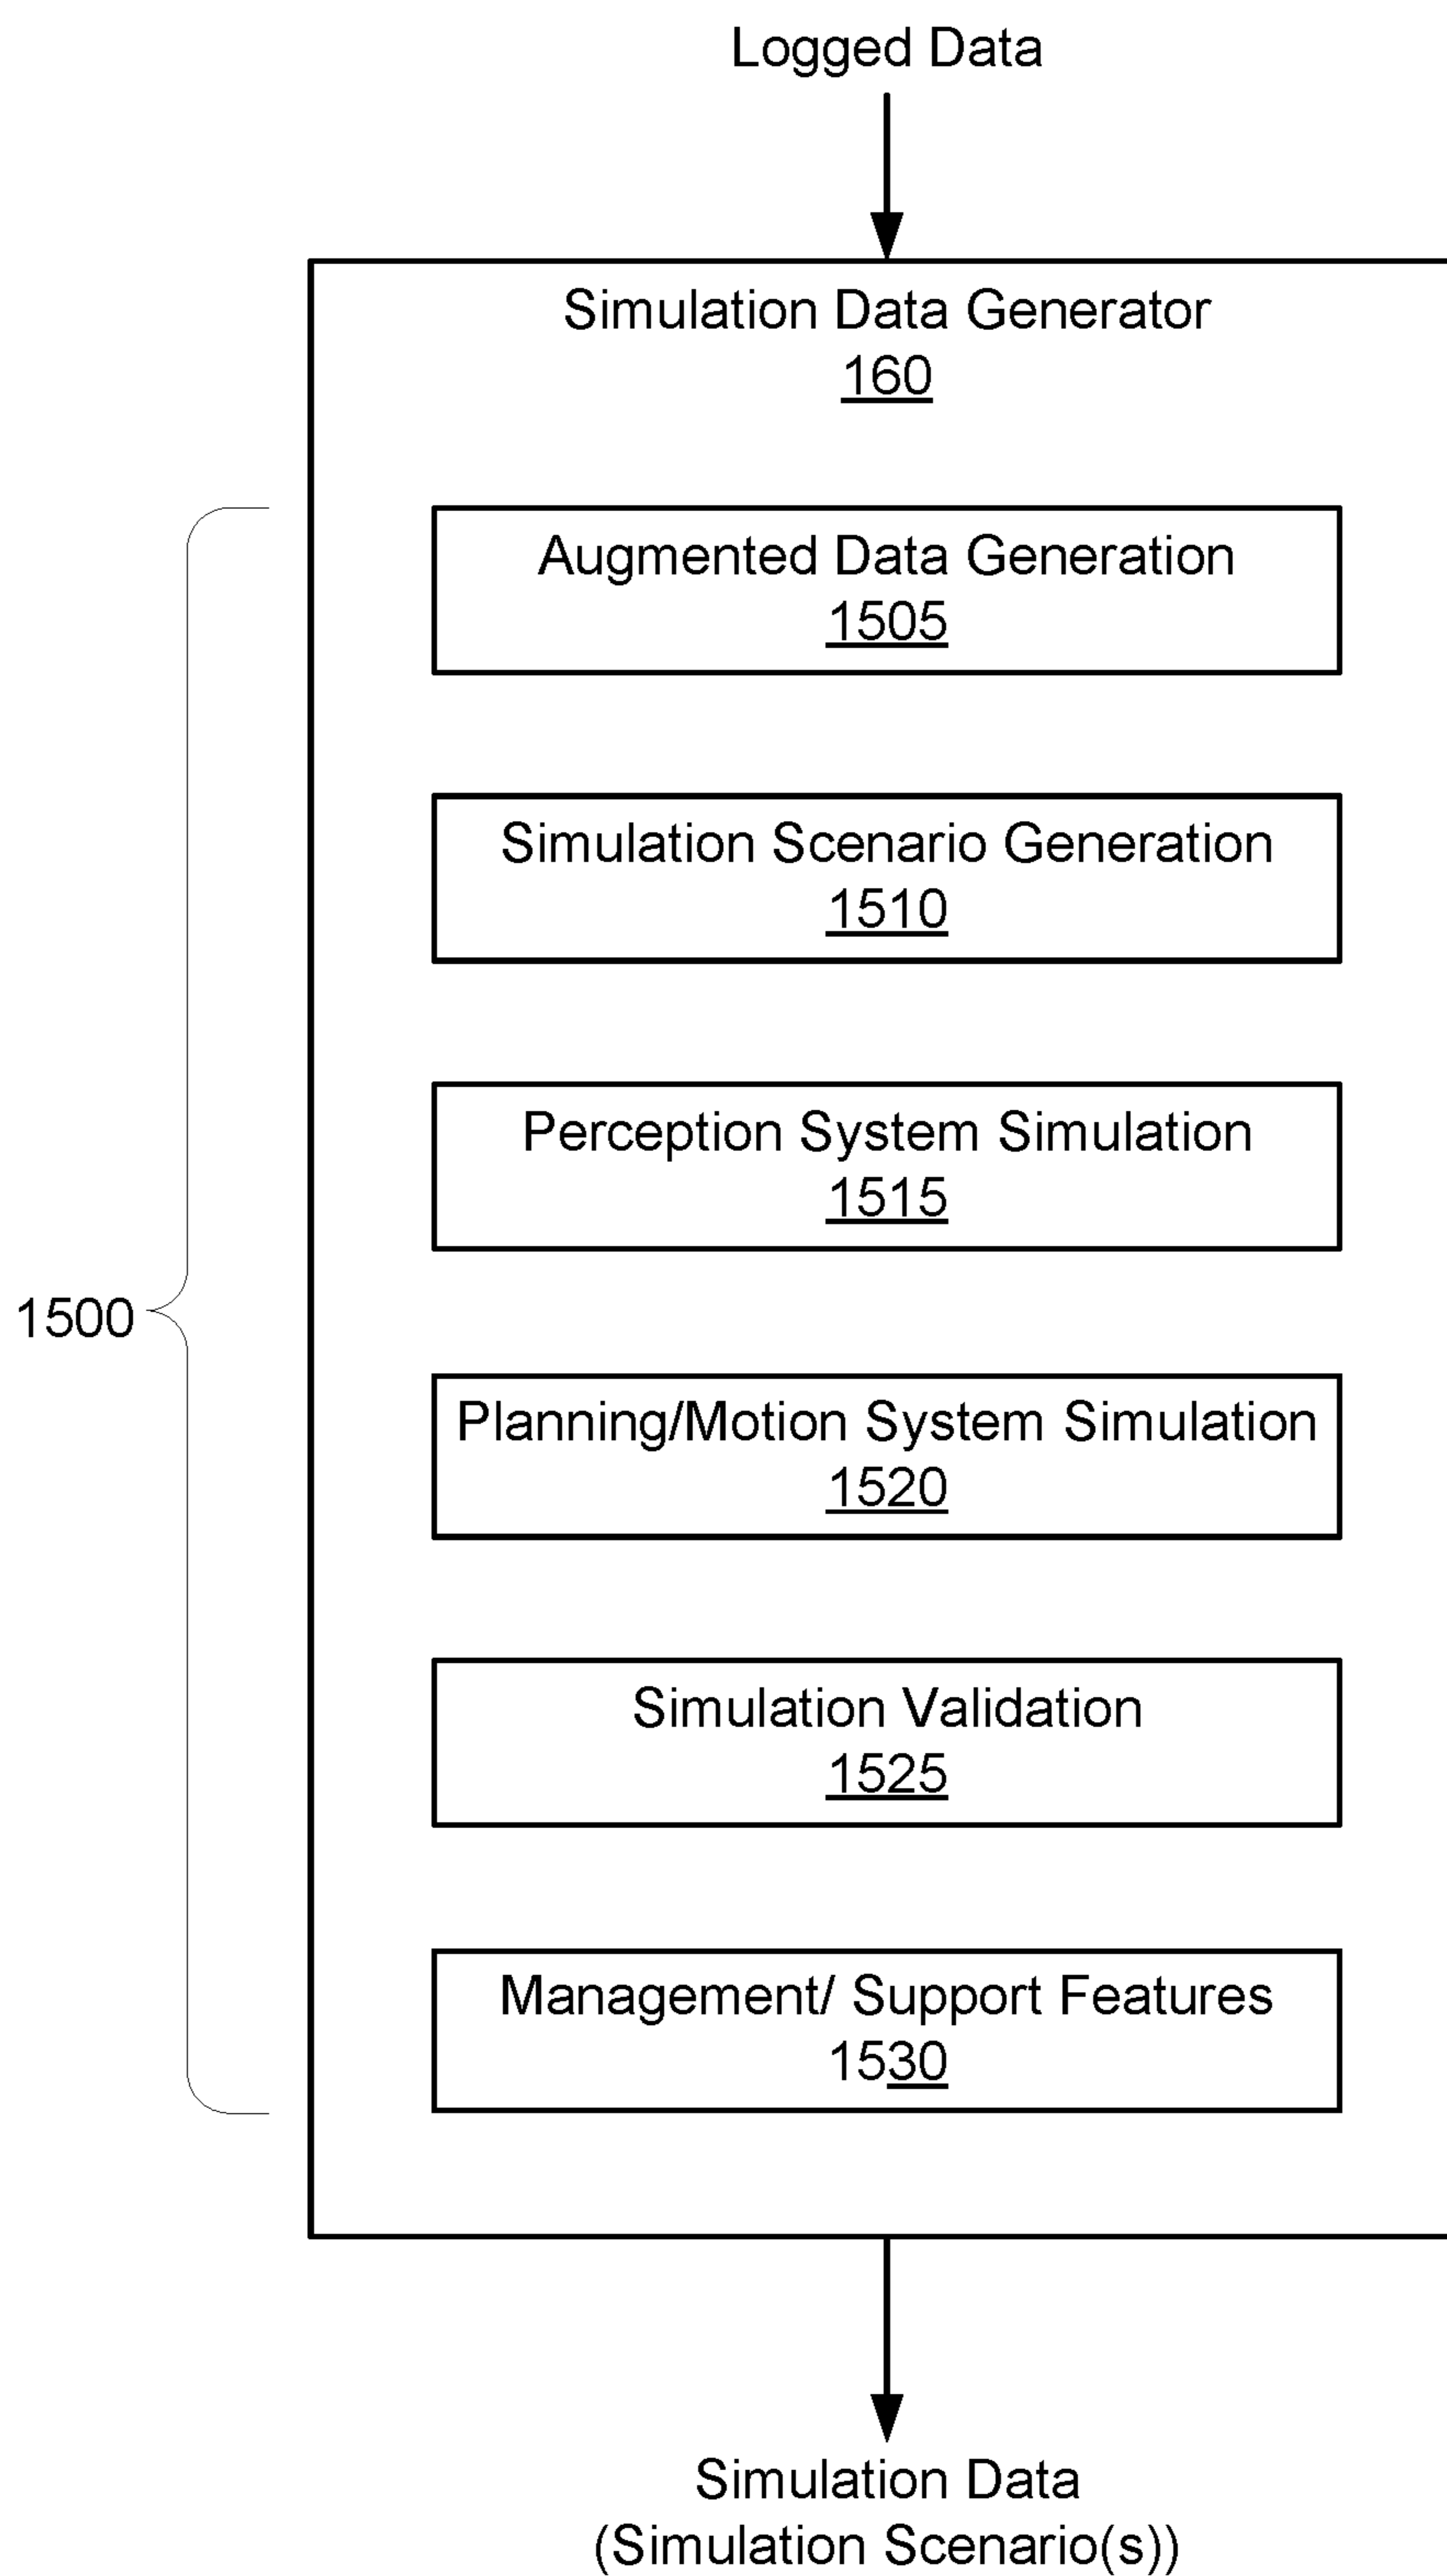 Logged Data
Simulation Data Generator
160
Augmented Data Generation
1505
Simulation Scenario Generation
1510
Perception System Simulation
1515
1500
Planning/Motion System Simulation
1520
Simulation Validation
1525
Management/ Support Features
1530
Simulation Data
(Simulation Scenario(s))